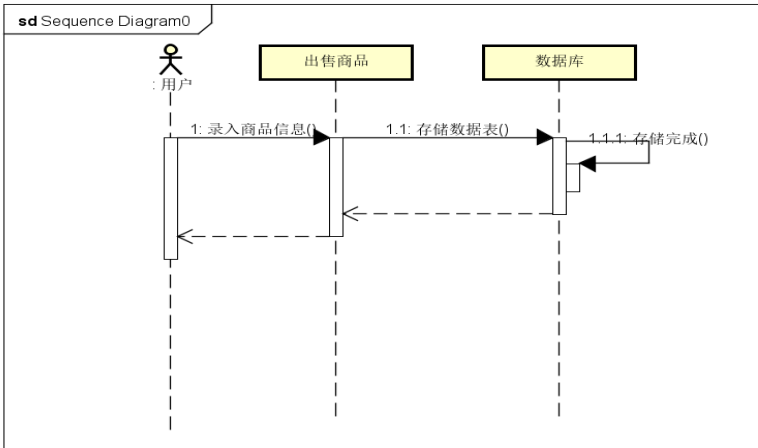 sd Sequence Diagram0
: 用户
出售商品
数据库
1: 录入商品信息()
1.1: 存储数据表()
1.1.1: 存储完成()